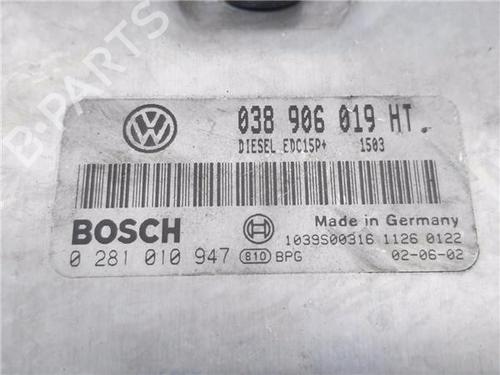 038 906 019 HT.
DIESEL EDC15P+ 1503
BOSCH
Made in Germany
0 281 010 947 810 BPG
1039S00316 1126 0122
02-06-02
B-PARTS